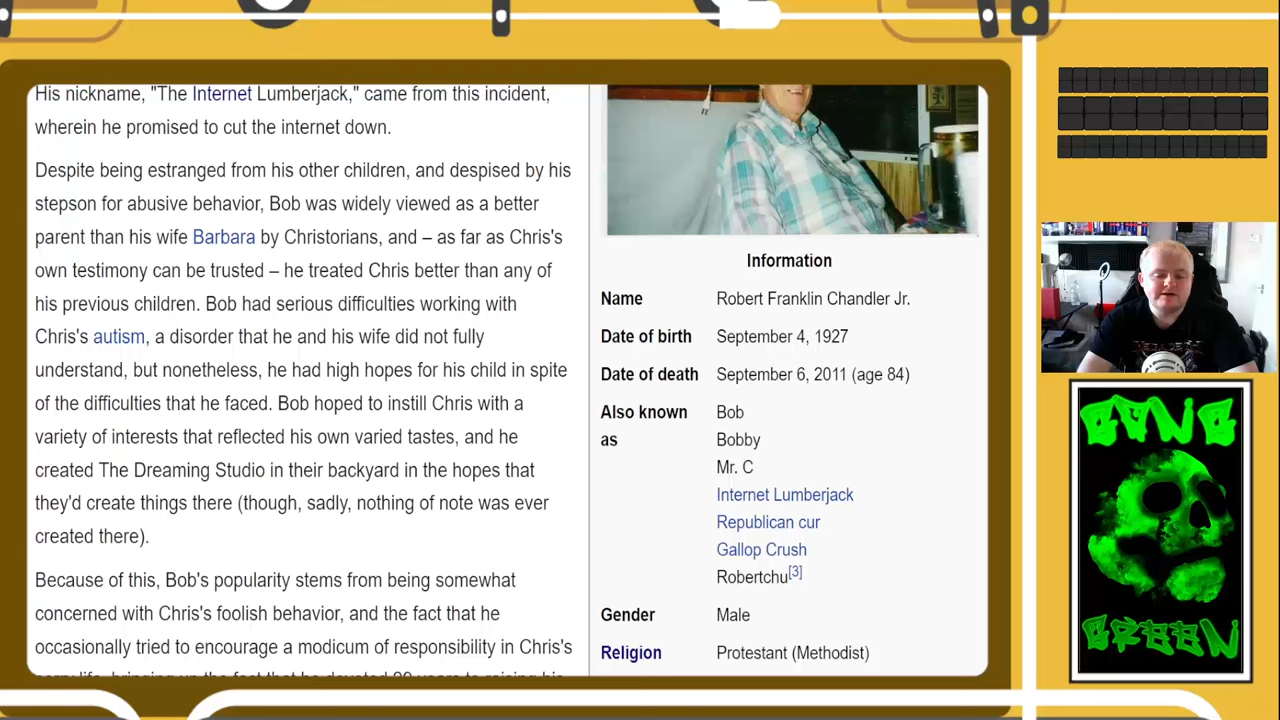 His nickname, "The Internet Lumberjack," came from this incident,
wherein he promised to cut the internet down.
Despite being estranged from his other children, and despised by his
stepson for abusive behavior, Bob was widely viewed as a better
parent than his wife Barbara by Christorians, and – as far as Chris's
own testimony can be trusted – he treated Chris better than any of
his previous children. Bob had serious difficulties working with
Chris's autism, a disorder that he and his wife did not fully
understand, but nonetheless, he had high hopes for his child in spite
of the difficulties that he faced. Bob hoped to instill Chris with a
variety of interests that reflected his own varied tastes, and he
created The Dreaming Studio in their backyard in the hopes that
they'd create things there (though, sadly, nothing of note was ever
created there).
Because of this, Bob's popularity stems from being somewhat
concerned with Chris's foolish behavior, and the fact that he
occasionally tried to encourage a modicum of responsibility in Chris's
Information
Name Robert Franklin Chandler Jr.
Date of birth September 4, 1927
Date of death September 6, 2011 (age 84)
Also known Bob
as Bobby
Mr. C
Internet Lumberjack
Republican cur
Gallop Crush
Robertchu[3]
Gender Male
Religion Protestant (Methodist)
GANG
GREEN